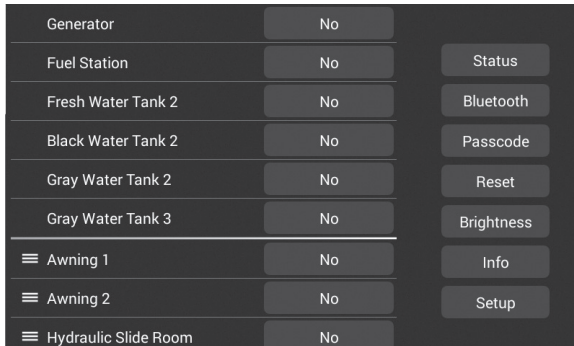 Generator No
Fuel Station No
Fresh Water Tank 2 No
Black Water Tank 2 No
Gray Water Tank 2 No
Gray Water Tank 3 No
Awning 1 No
Awning 2 No
Hydraulic Slide Room No
Status
Bluetooth
Passcode
Reset
Brightness
Info
Setup